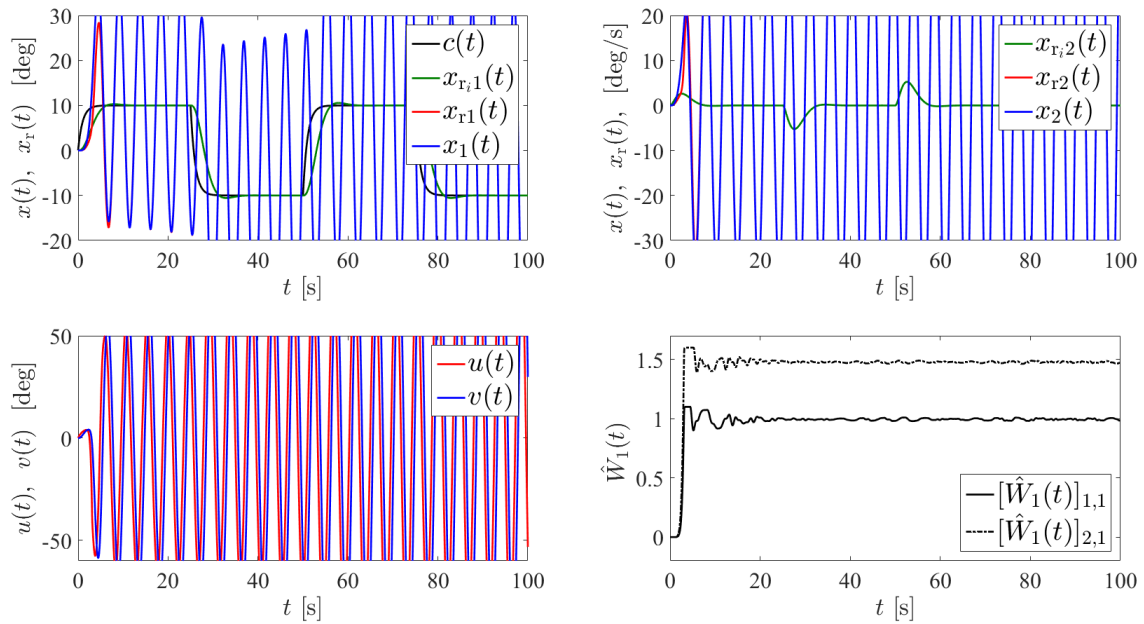 x(t), x_r(t) [deg]
30
20
10
0
-10
-20
0 20 40 60 80 100
t [s]
c(t)
x_{r_i1}(t)
x_{r1}(t)
x_1(t)
x(t), x_r(t), [deg/s]
20
10
0
-10
-20
-30
0 20 40 60 80 100
t [s]
x_{r_i2}(t)
x_{r2}(t)
x_2(t)
u(t), v(t) [deg]
50
0
-50
0 20 40 60 80 100
t [s]
u(t)
v(t)
Ŵ_1(t)
1.5
1
0.5
0
0 20 40 60 80 100
t [s]
[Ŵ_1(t)]_{1,1}
[Ŵ_1(t)]_{2,1}